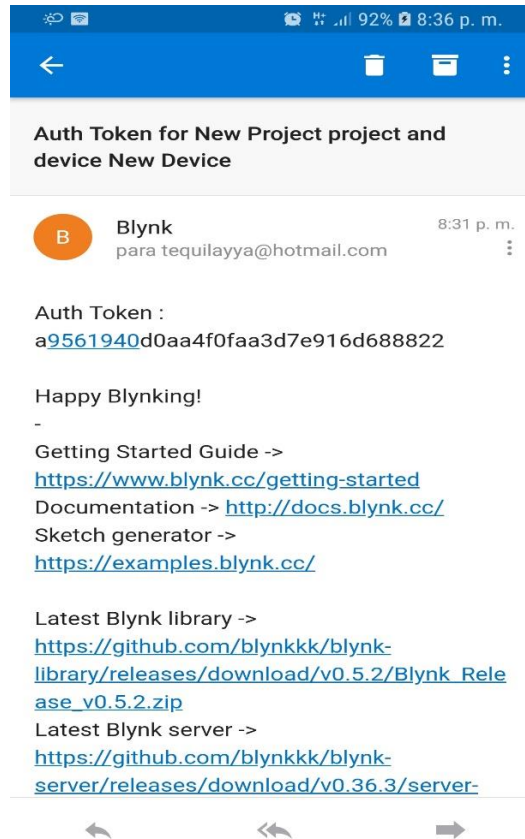 92% 8:36 p. m.
Auth Token for New Project project and
device New Device
B
Blynk
8:31 p. m.
para tequilayya@hotmail.com
Auth Token :
a9561940d0aa4f0faa3d7e916d688822
Happy Blynking!
-
Getting Started Guide ->
https://www.blynk.cc/getting-started
Documentation -> http://docs.blynk.cc/
Sketch generator ->
https://examples.blynk.cc/
Latest Blynk library ->
https://github.com/blynkkk/blynk-
library/releases/download/v0.5.2/Blynk_Rele
ase_v0.5.2.zip
Latest Blynk server ->
https://github.com/blynkkk/blynk-
server/releases/download/v0.36.3/server-